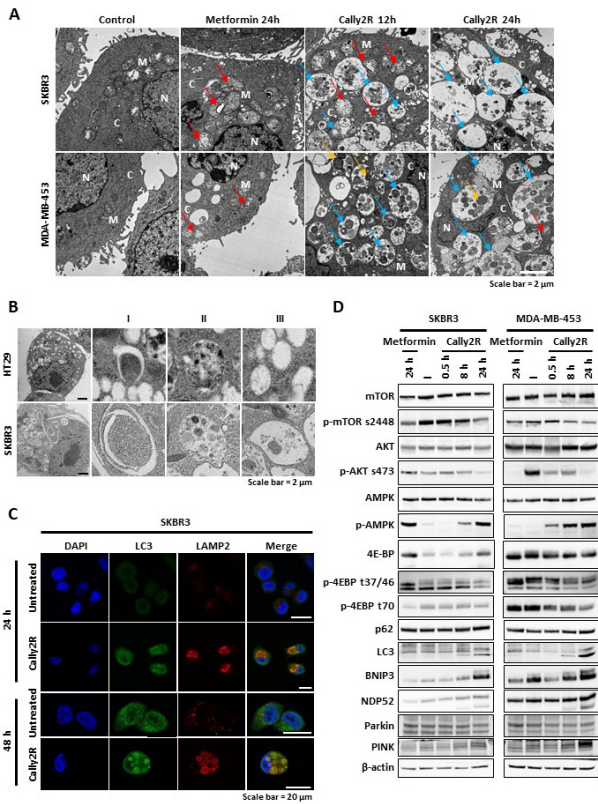 A
Control Metformin 24h Cally2R 12h Cally2R 24h
SKBR3
M
N
C
M
C
N
M
C
C
M
C
N
MDA-MB-453
N
C
M
N
C
M
C
N
M
C
N
Scale bar = 2 µm
B
I II III
HT29
SKBR3
Scale bar = 2 µm
C
SKBR3
DAPI LC3 LAMP2 Merge
24 h
Untreated
Cally2R
48 h
Untreated
Cally2R
Scale bar = 20 µm
D
SKBR3 MDA-MB-453
Metformin Cally2R Metformin Cally2R
24 h I 0.5 h 8 h 24 h 24 h I 0.5 h 8 h 24 h
mTOR
p-mTOR s2448
AKT
p-AKT s473
AMPK
p-AMPK
4E-BP
p-4EBP t37/46
p-4EBP t70
p62
LC3
BNIP3
NDP52
Parkin
PINK
β-actin